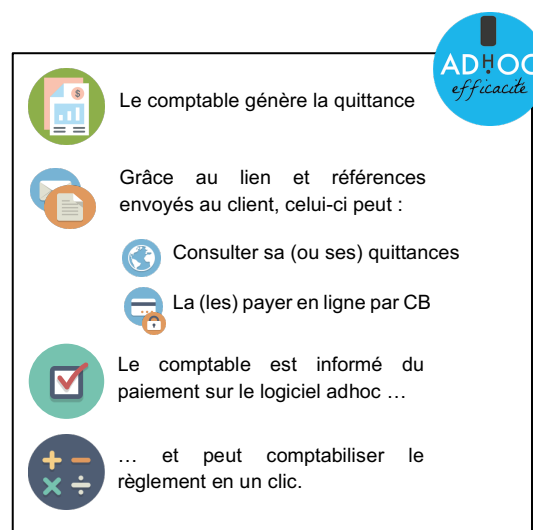 ADHOC
efficacité
Le comptable génère la quittance
Grâce au lien et références
envoyés au client, celui-ci peut :
Consulter sa (ou ses) quittances
La (les) payer en ligne par CB
Le comptable est informé du
paiement sur le logiciel adhoc …
… et peut comptabiliser le
règlement en un clic.